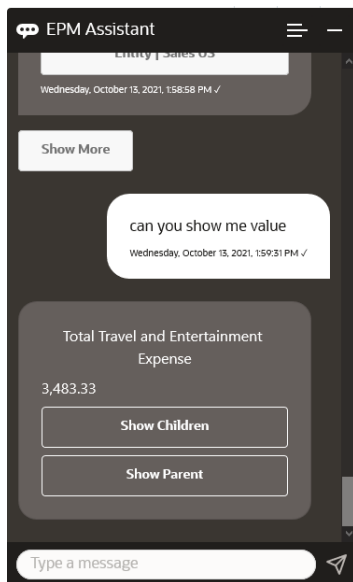 EPM Assistant
Entity | Sales US
Wednesday, October 13, 2021, 1:58:58 PM ✓
Show More
can you show me value
Wednesday, October 13, 2021, 1:59:31 PM ✓
Total Travel and Entertainment
Expense
3,483.33
Show Children
Show Parent
Type a message